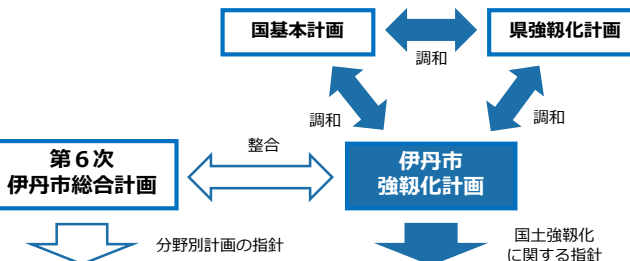 国基本計画
県強靱化計画
調和
調和
調和
整合
第６次
伊丹市総合計画
伊丹市
強靱化計画
分野別計画の指針
国土強靱化
に関する指針